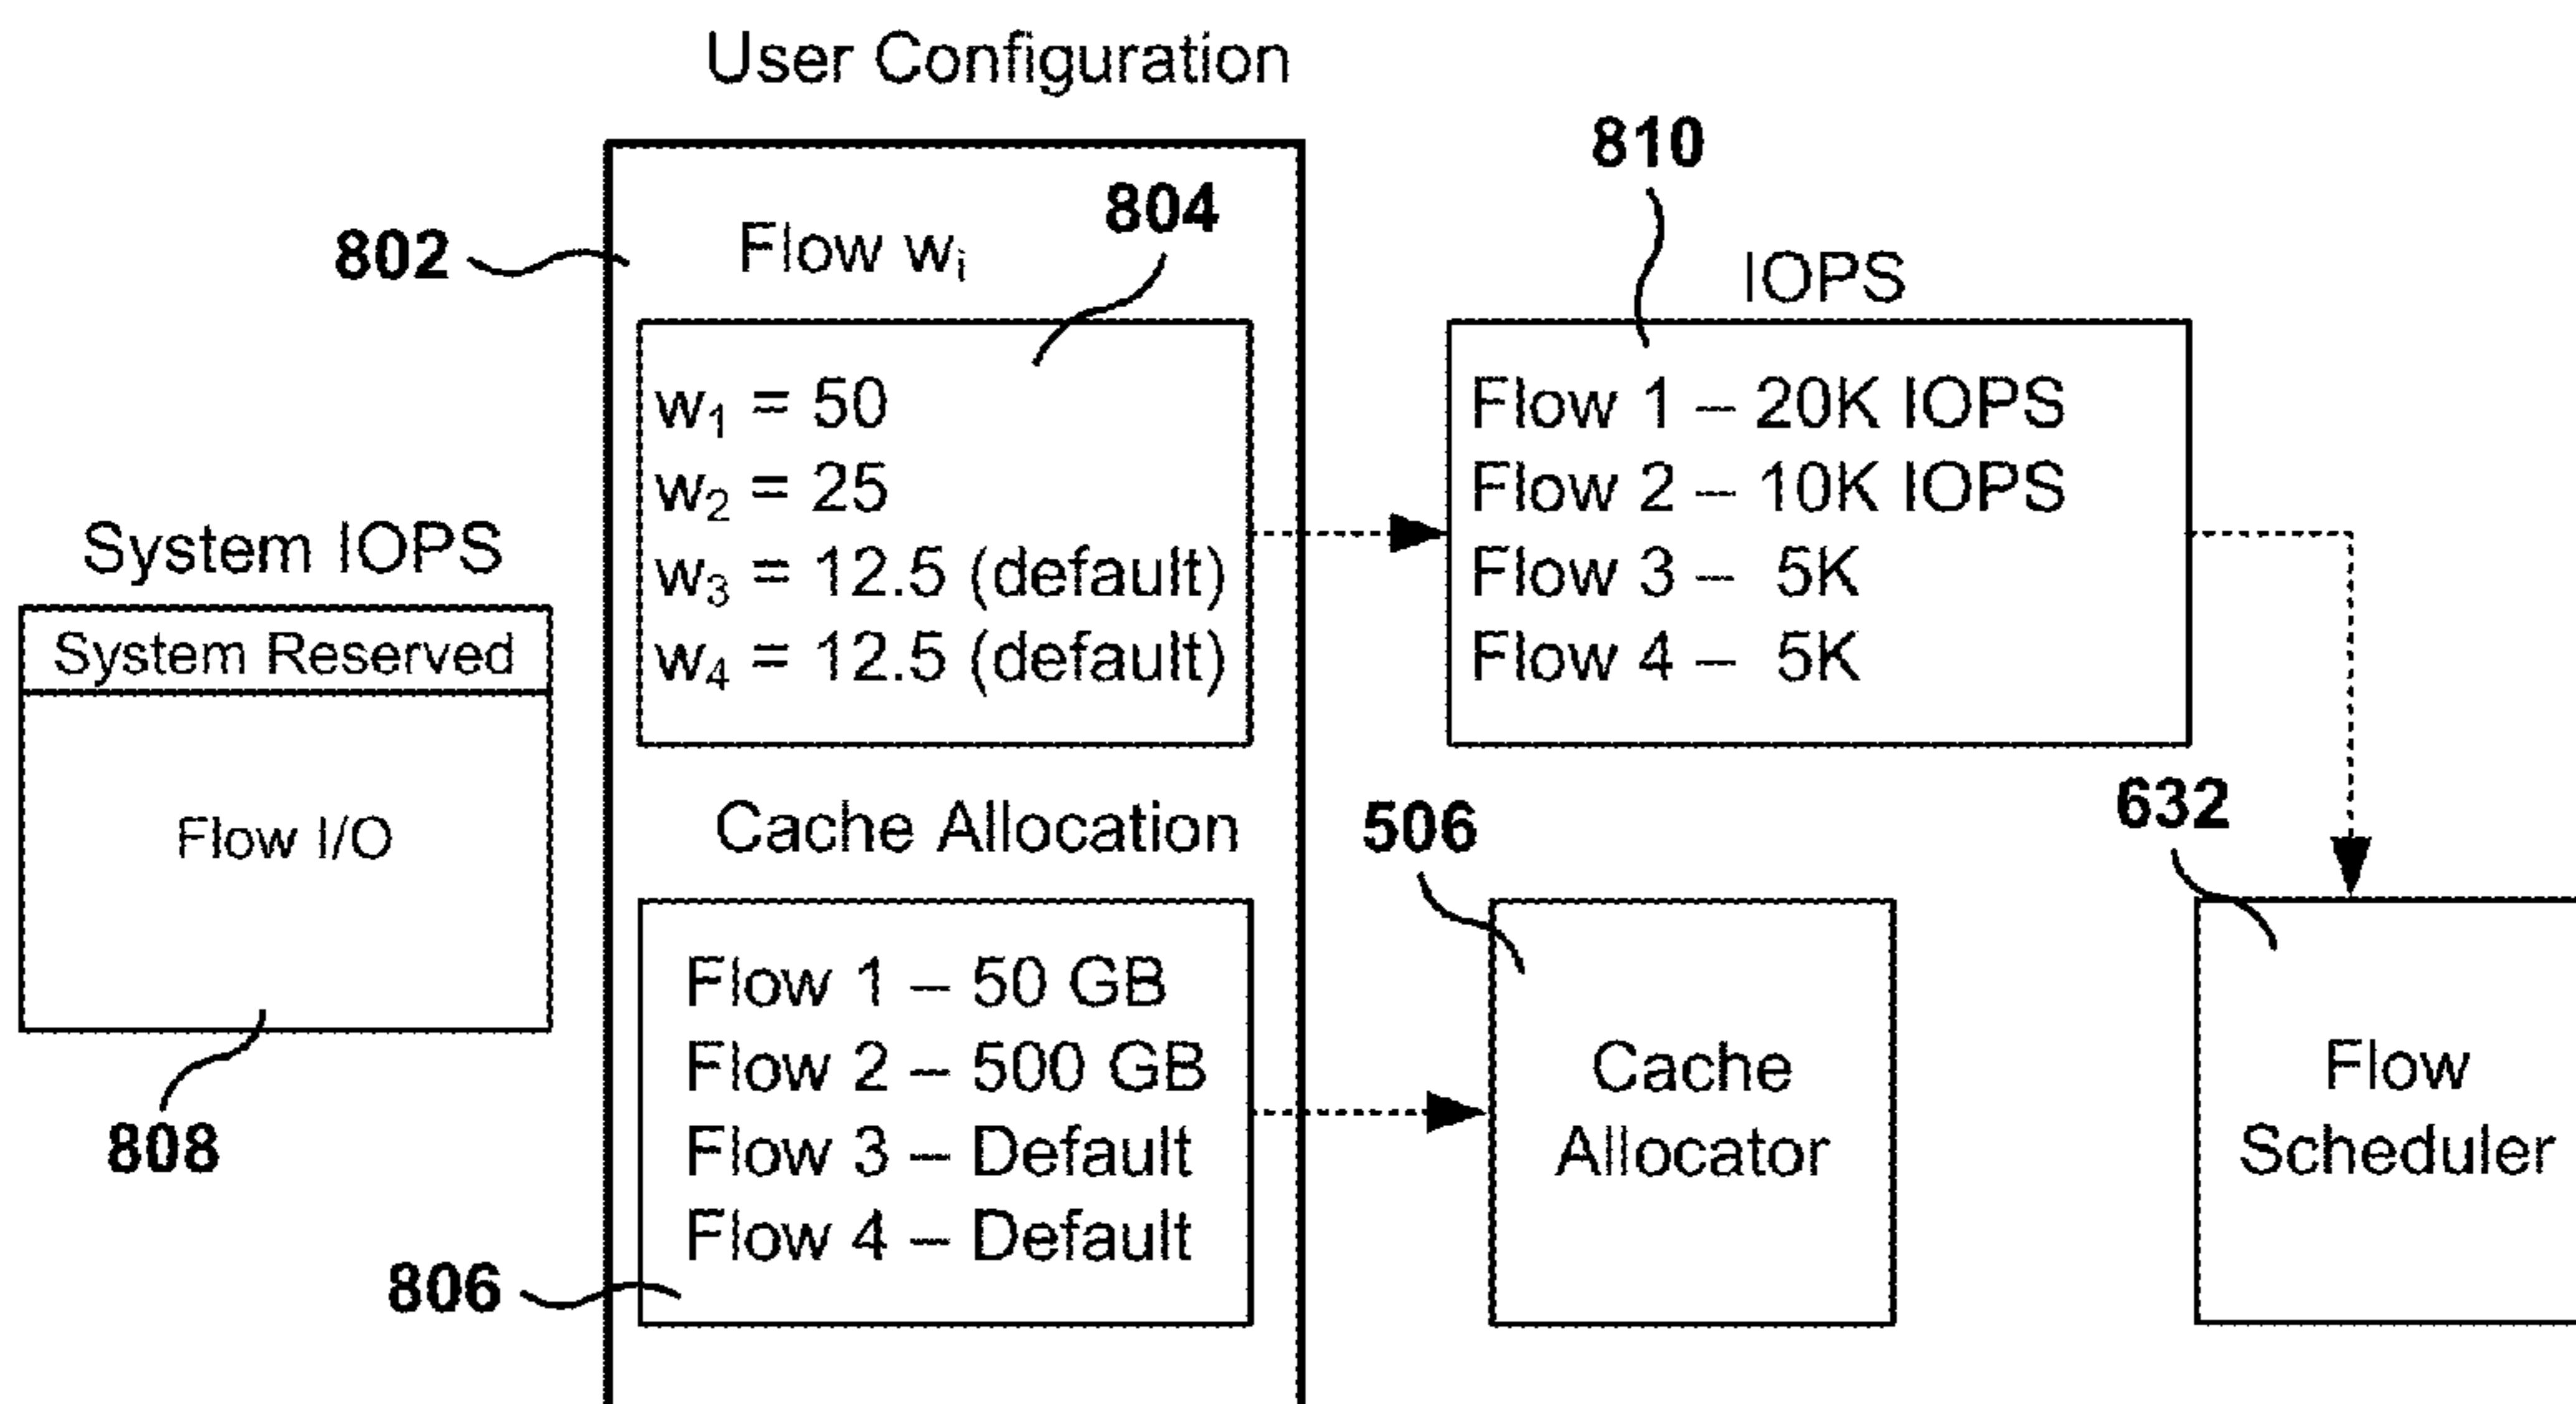 User Configuration
802
Flow wᵢ
804
w₁ = 50
w₂ = 25
w₃ = 12.5 (default)
w₄ = 12.5 (default)
810
IOPS
Flow 1 – 20K IOPS
Flow 2 – 10K IOPS
Flow 3 – 5K
Flow 4 – 5K
System IOPS
System Reserved
Flow I/O
808
Cache Allocation
Flow 1 – 50 GB
Flow 2 – 500 GB
Flow 3 – Default
Flow 4 – Default
806
506
Cache
Allocator
632
Flow
Scheduler